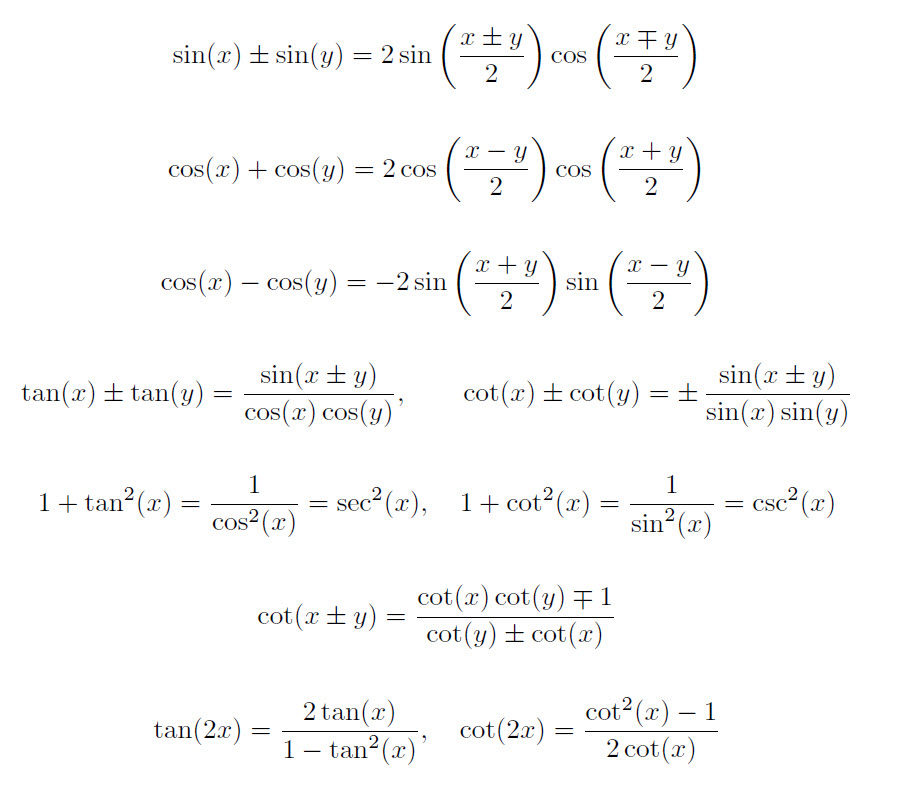 sin(x) ± sin(y) = 2 sin((x ± y)/2) cos((x ∓ y)/2)
cos(x) + cos(y) = 2 cos((x − y)/2) cos((x + y)/2)
cos(x) − cos(y) = −2 sin((x + y)/2) sin((x − y)/2)
tan(x) ± tan(y) = sin(x ± y)/(cos(x) cos(y)), cot(x) ± cot(y) = ± sin(x ± y)/(sin(x) sin(y))
1 + tan²(x) = 1/cos²(x) = sec²(x), 1 + cot²(x) = 1/sin²(x) = csc²(x)
cot(x ± y) = (cot(x) cot(y) ∓ 1)/(cot(y) ± cot(x))
tan(2x) = 2 tan(x)/(1 − tan²(x)), cot(2x) = (cot²(x) − 1)/(2 cot(x))